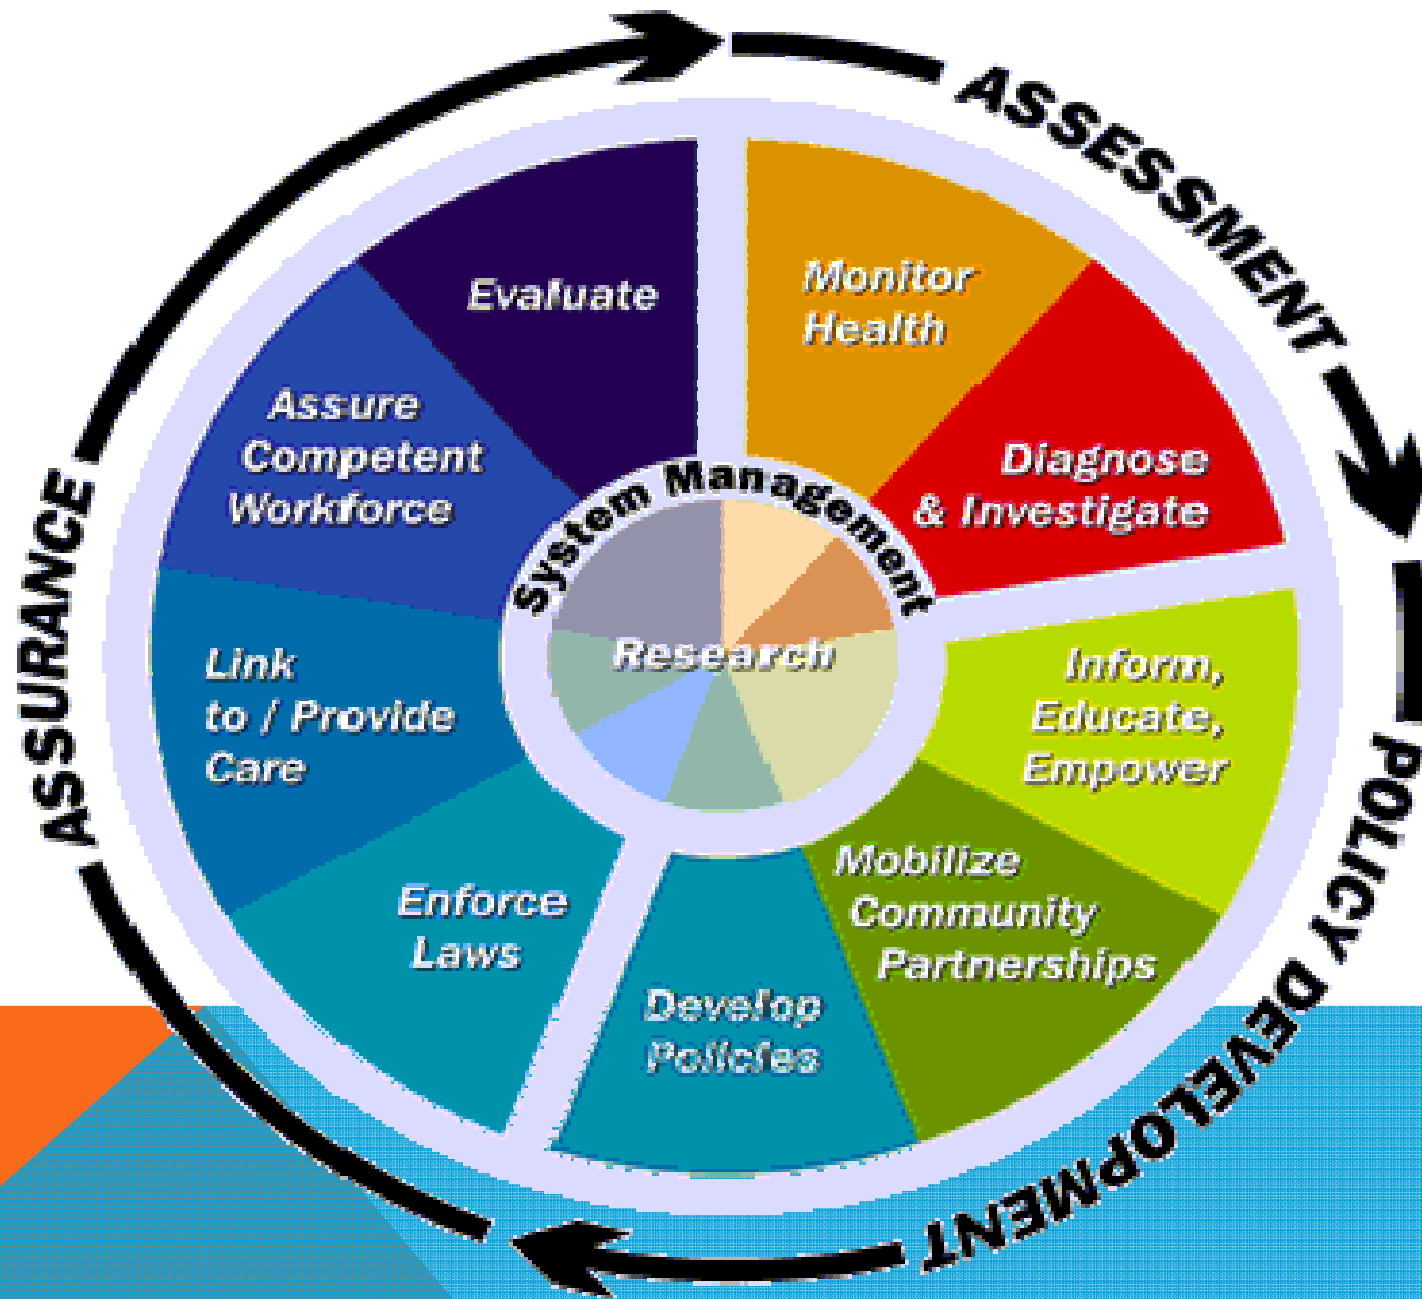 ASSESSMENT
Monitor
Health
Diagnose
& Investigate
POLICY DEVELOPMENT
Inform,
Educate,
Empower
Mobilize
Community
Partnerships
Develop
Policies
ASSURANCE
Enforce
Laws
Link
to / Provide
Care
Assure
Competent
Workforce
Evaluate
System Management
Research